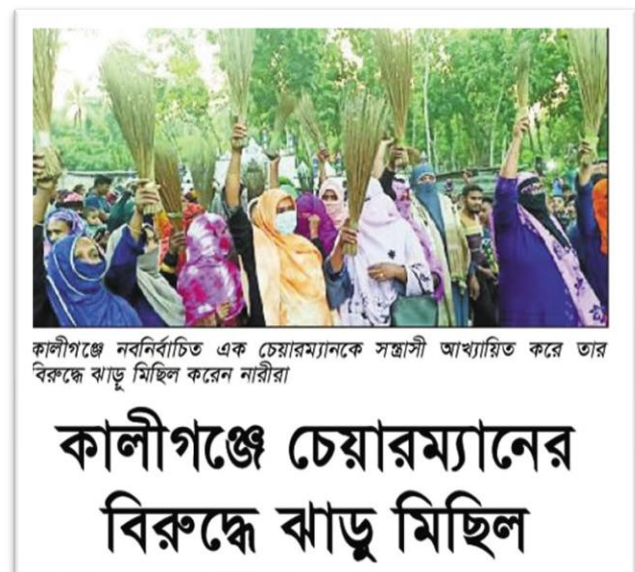 কালীগঞ্জে নবনির্বাচিত এক চেয়ারম্যানকে সন্ত্রাসী আখ্যায়িত করে তার
বিরুদ্ধে ঝাড়ু মিছিল করেন নারীরা
কালীগঞ্জে চেয়ারম্যানের
বিরুদ্ধে ঝাড়ু মিছিল